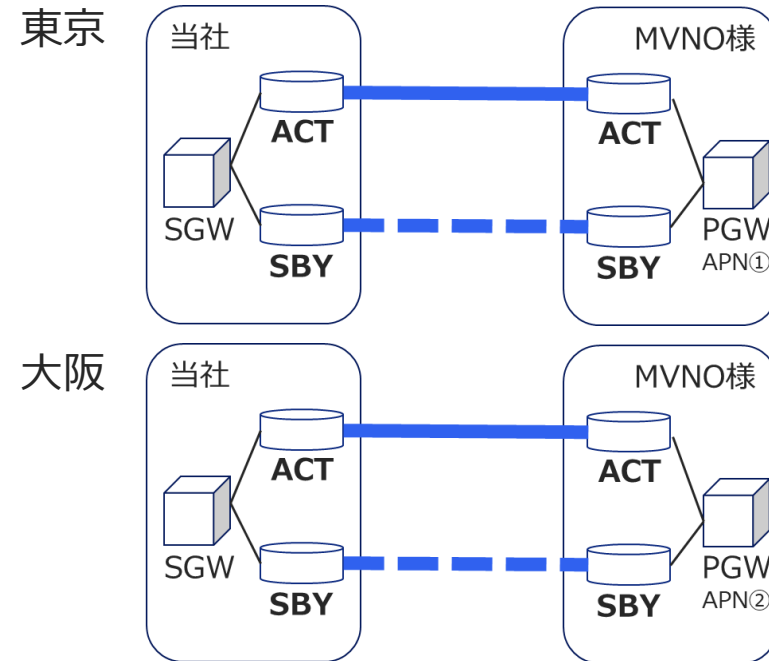 東京
当社
MVNO様
ACT
ACT
SGW
PGW
APN①
SBY
SBY
大阪
当社
MVNO様
ACT
ACT
SGW
PGW
APN②
SBY
SBY